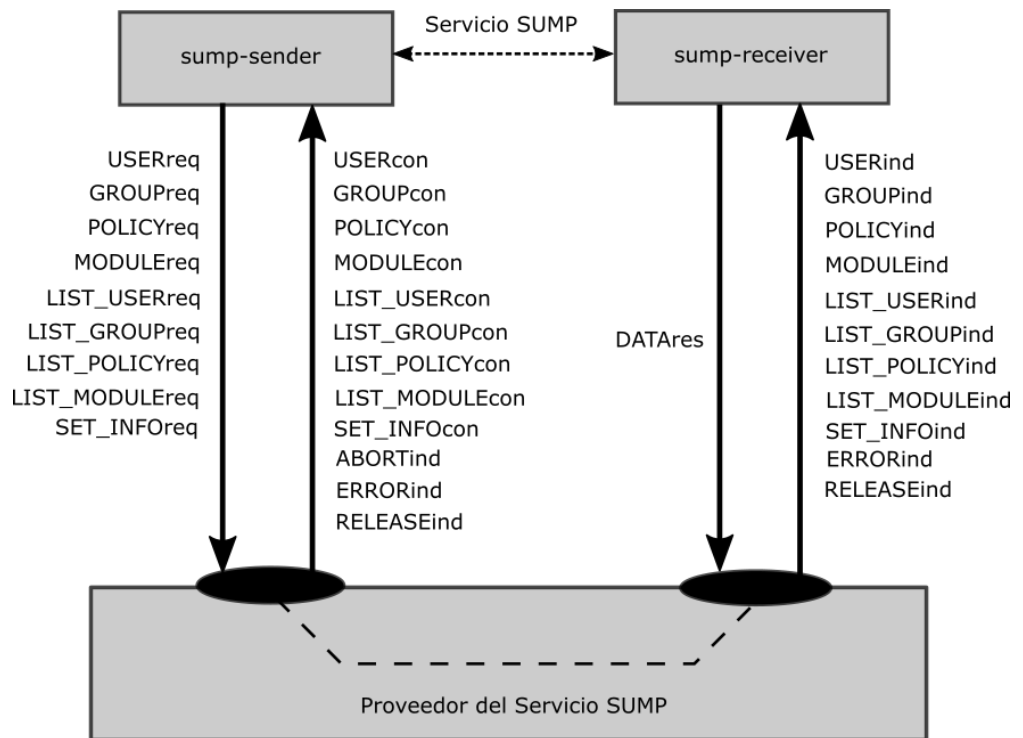 Servicio SUMP
sump-sender
sump-receiver
USERreq
GROUPreq
POLICYreq
MODULEreq
LIST_USERreq
LIST_GROUPreq
LIST_POLICYreq
LIST_MODULEreq
SET_INFOreq
USERcon
GROUPcon
POLICYcon
MODULEcon
LIST_USERcon
LIST_GROUPcon
LIST_POLICYcon
LIST_MODULEcon
SET_INFOcon
ABORTind
ERRORind
RELEASEind
DATAres
USERind
GROUPind
POLICYind
MODULEind
LIST_USERind
LIST_GROUPind
LIST_POLICYind
LIST_MODULEind
SET_INFOind
ERRORind
RELEASEind
Proveedor del Servicio SUMP